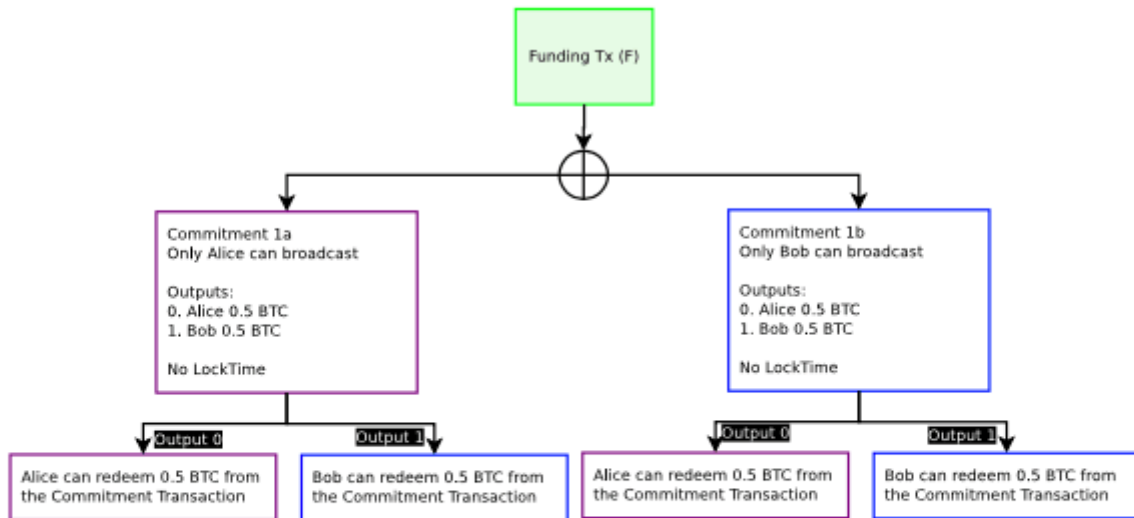 Funding Tx (F)
Commitment 1a
Only Alice can broadcast
Outputs:
0. Alice 0.5 BTC
1. Bob 0.5 BTC
No LockTime
Commitment 1b
Only Bob can broadcast
Outputs:
0. Alice 0.5 BTC
1. Bob 0.5 BTC
No LockTime
Output 0
Output 1
Output 0
Output 1
Alice can redeem 0.5 BTC from
the Commitment Transaction
Bob can redeem 0.5 BTC from
the Commitment Transaction
Alice can redeem 0.5 BTC from
the Commitment Transaction
Bob can redeem 0.5 BTC from
the Commitment Transaction